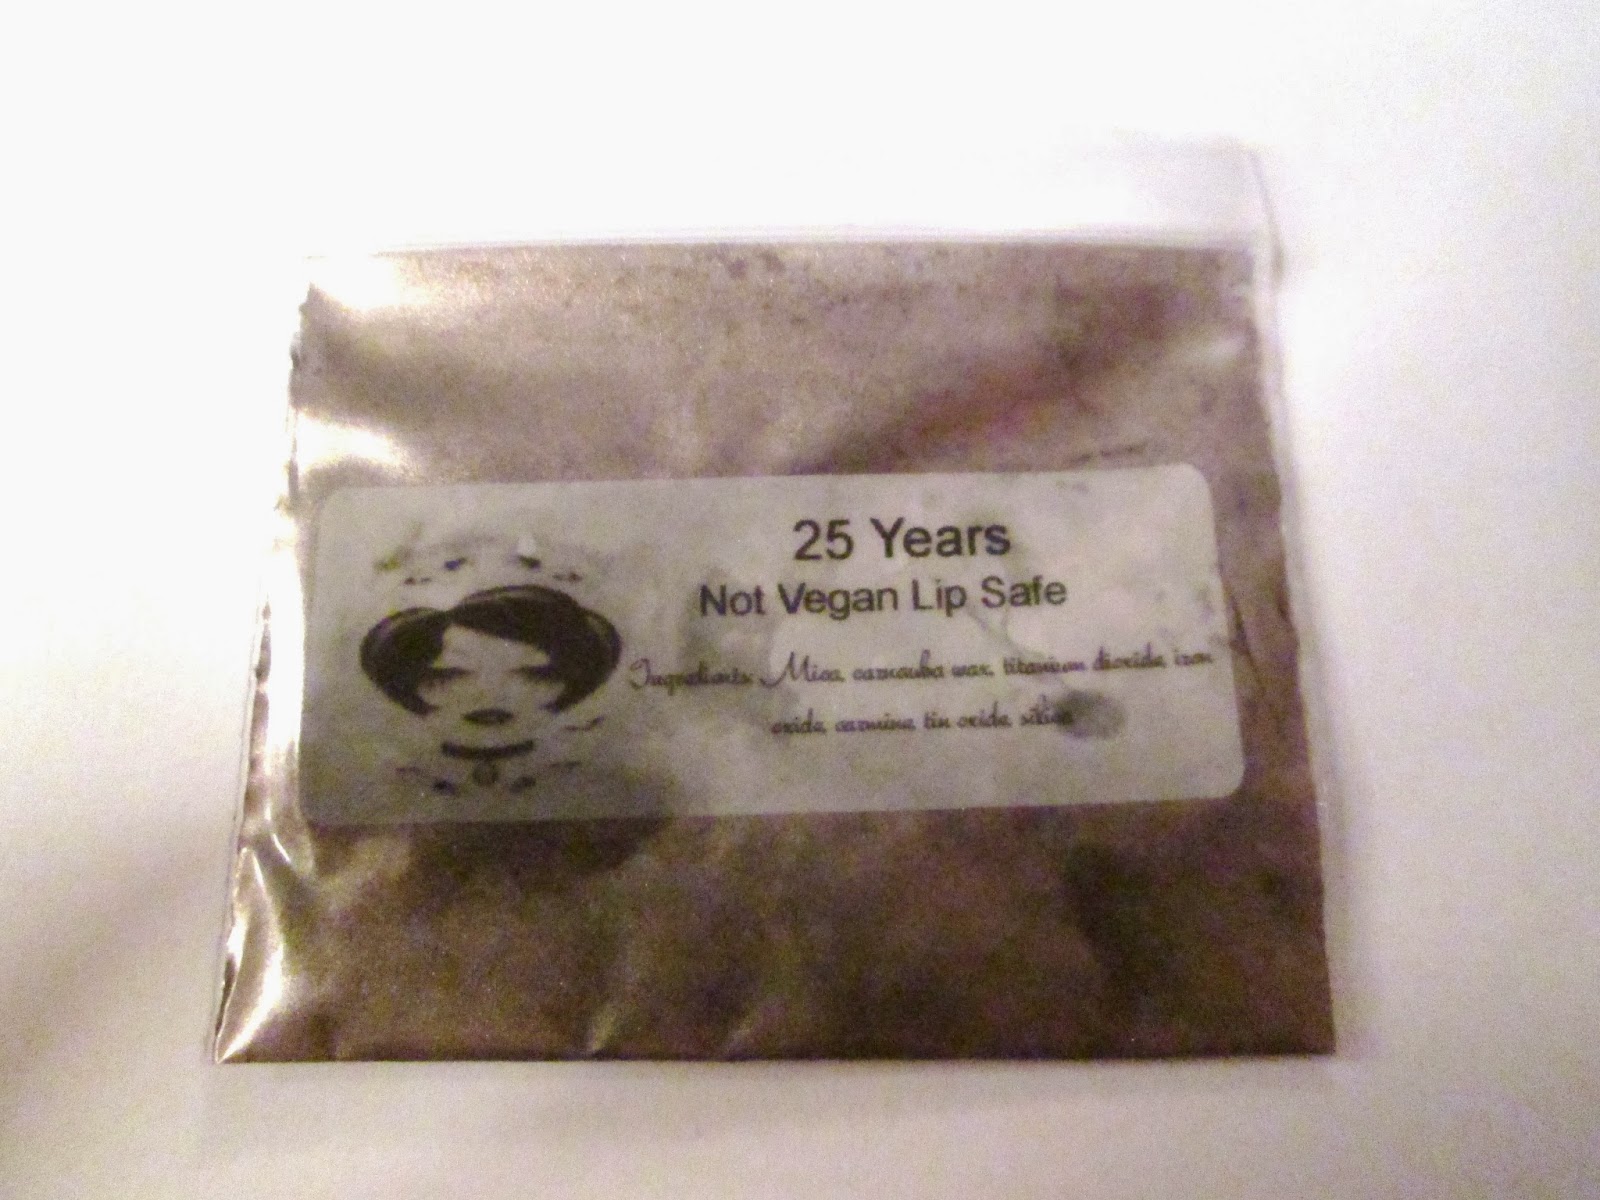 25 Years
Not Vegan Lip Safe
Ingredients: Mica, carnauba wax, titanium dioxide, iron
oxide, carmine, tin oxide, silica